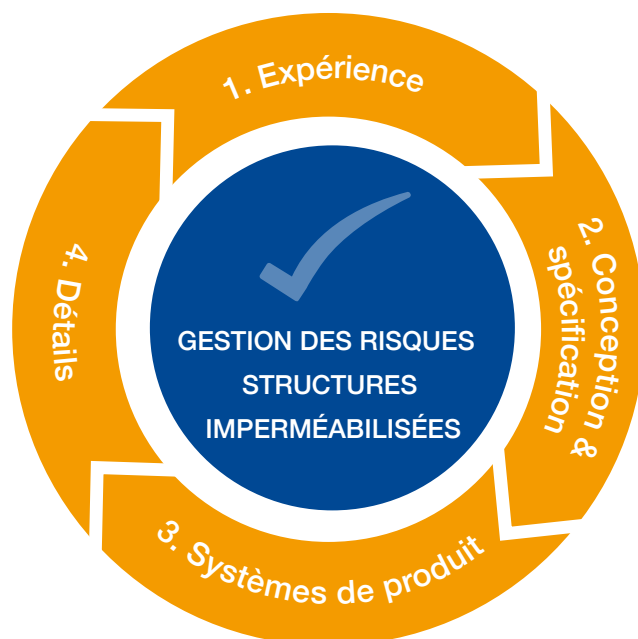 1. Expérience
2. Conception &
spécification
3. Systèmes de produit
4. Détails
GESTION DES RISQUES
STRUCTURES
IMPERMÉABILISÉES